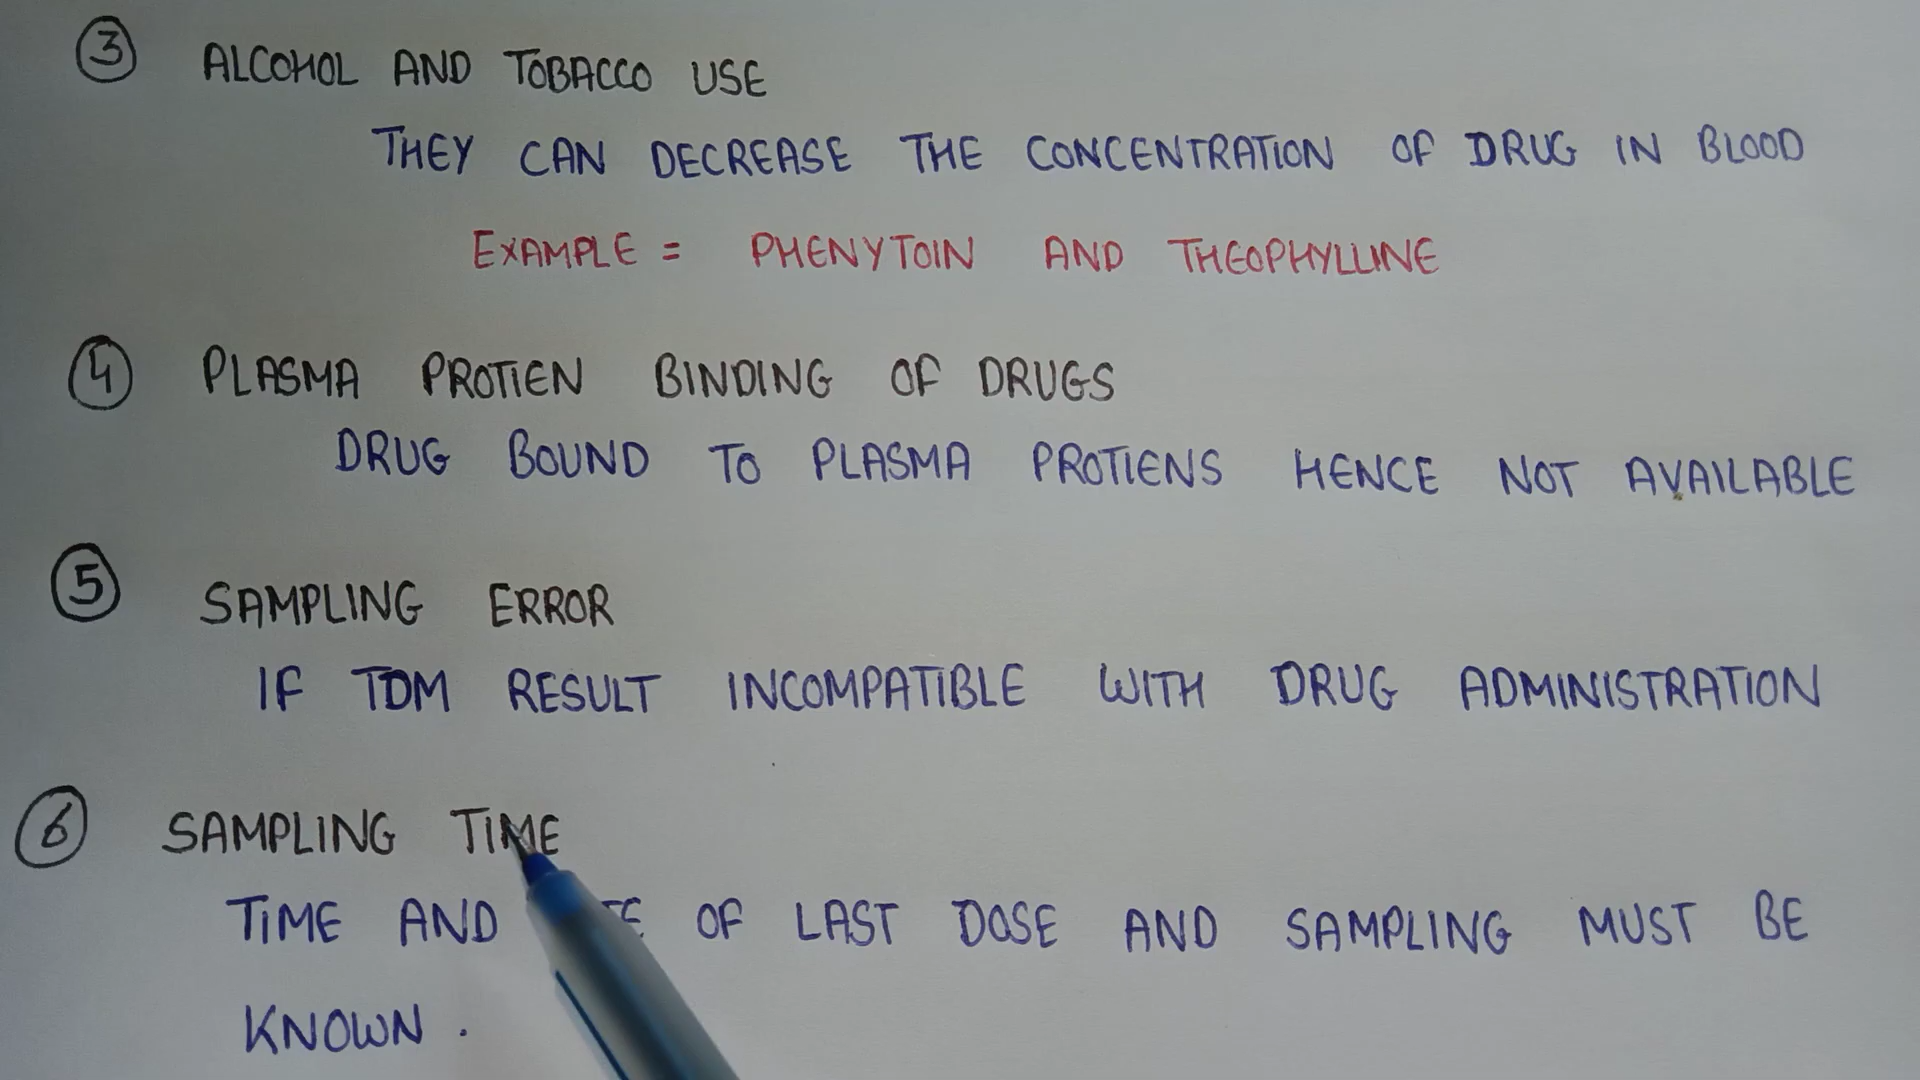 3 ALCOHOL AND TOBACCO USE
THEY CAN DECREASE THE CONCENTRATION OF DRUG IN BLOOD
EXAMPLE = PHENYTOIN AND THEOPHYLLINE
4 PLASMA PROTIEN BINDING OF DRUGS
DRUG BOUND TO PLASMA PROTIENS HENCE NOT AVAILABLE
5 SAMPLING ERROR
IF TDM RESULT INCOMPATIBLE WITH DRUG ADMINISTRATION
6 SAMPLING TIME
TIME AND OF LAST DOSE AND SAMPLING MUST BE
KNOWN.